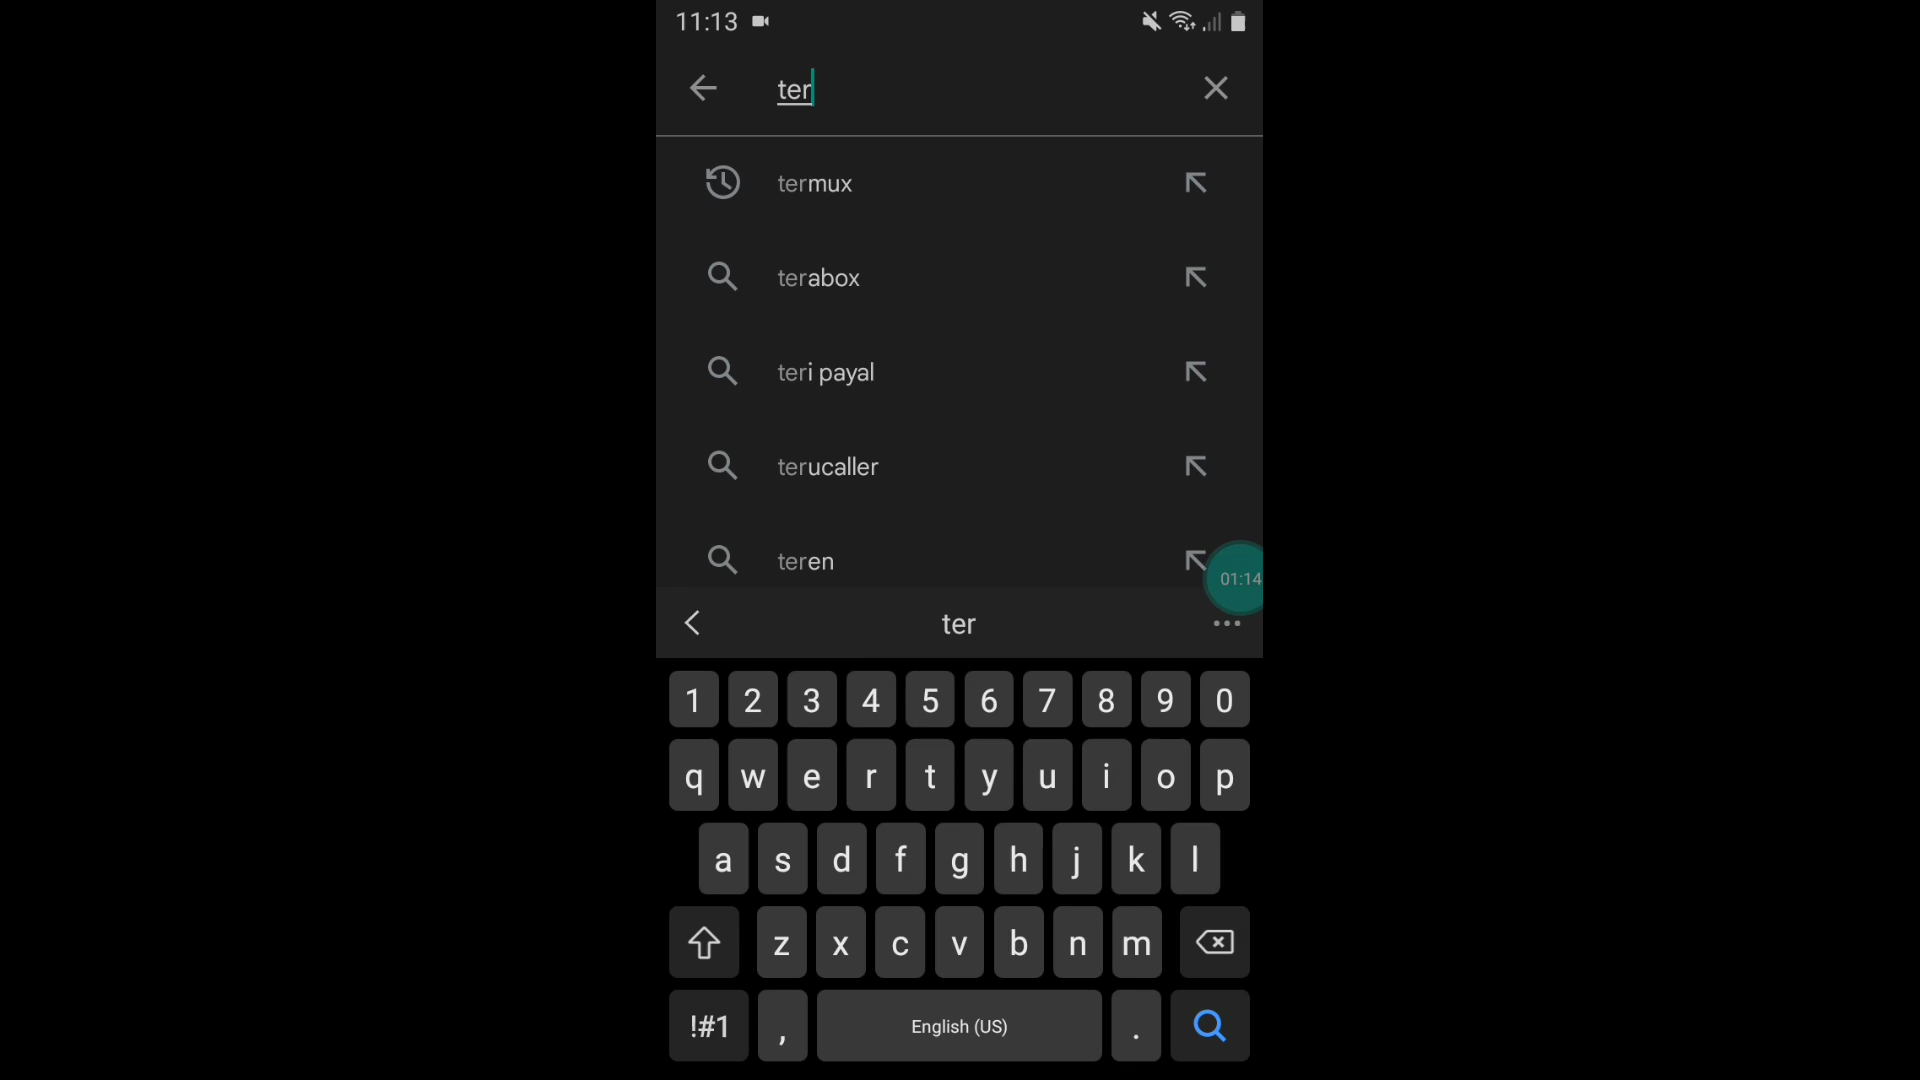 11:13
ter
termux
terabox
teri payal
terucaller
teren
01:14
ter
1 2 3 4 5 6 7 8 9 0
q w e r t y u i o p
a s d f g h j k l
z x c v b n m
!#1 , English (US) .